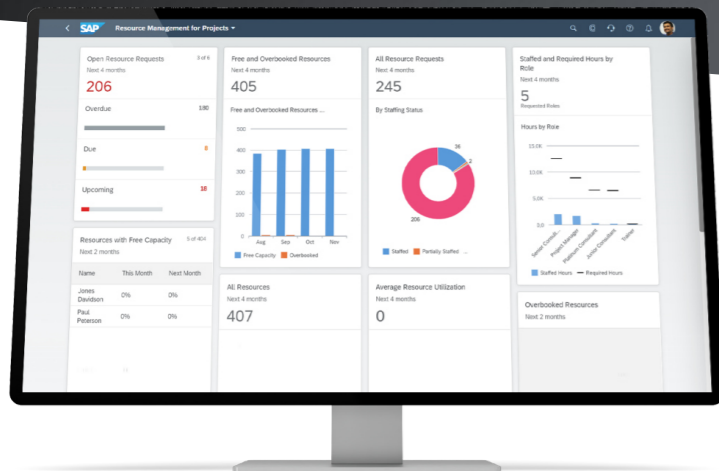 SAP Resource Management for Projects
Open Resource Requests 3 of 6
Next 4 months
206
Overdue 180
Due 8
Upcoming 18
Resources with Free Capacity 5 of 404
Next 2 months
Name This Month Next Month
Jones Davidson 0% 0%
Paul Peterson 0% 0%
Free and Overbooked Resources
Next 4 months
405
Free and Overbooked Resources ...
500
400
300
200
100
0
Aug Sep Oct Nov
Free Capacity Overbooked
All Resources
Next 4 months
407
All Resource Requests
Next 4 months
245
By Staffing Status
36
2
206
Staffed Partially Staffed ...
Average Resource Utilization
Next 4 months
0
Staffed and Required Hours by
Role
Next 4 months
5
Requested Roles
Hours by Role
15.0K
10.0K
5.0K
0.0
Senior Consult...
Project Manager
Platinum Consultant
Junior Consultant
Trainer
Staffed Hours Required Hours
Overbooked Resources
Next 2 months